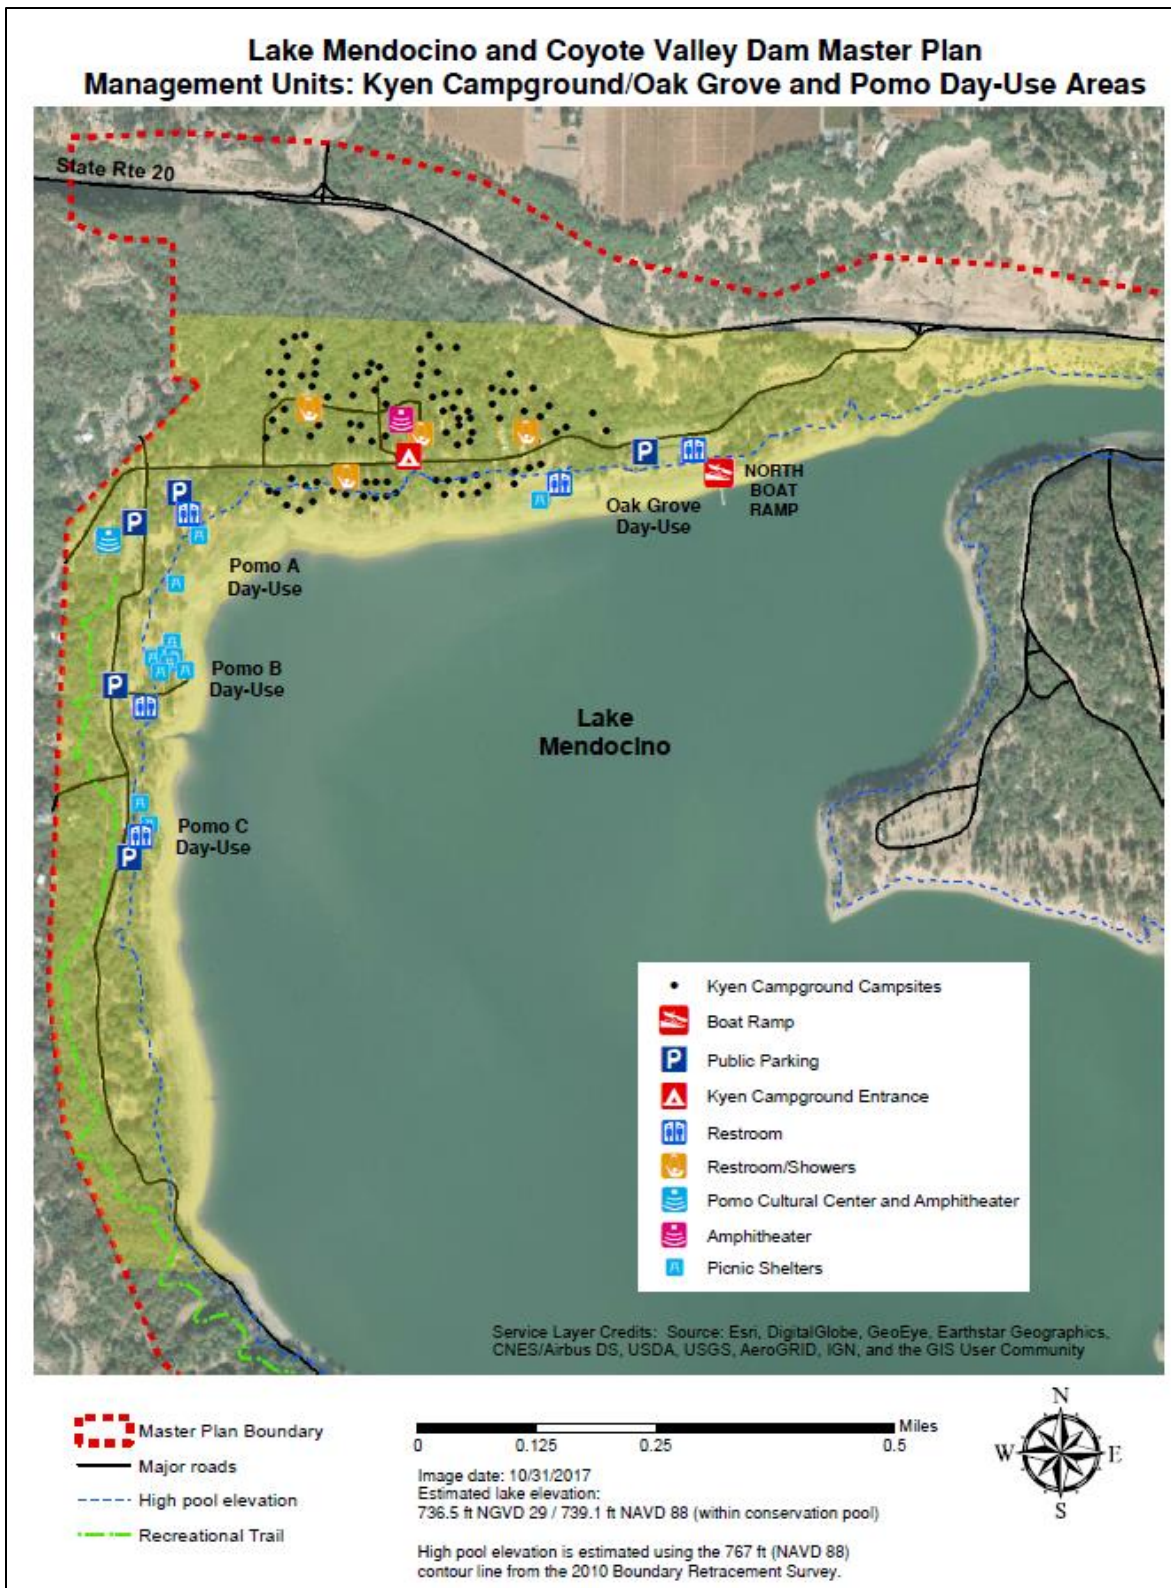 Lake Mendocino and Coyote Valley Dam Master Plan
Management Units: Kyen Campground/Oak Grove and Pomo Day-Use Areas
State Rte 20
P
NORTH
BOAT
RAMP
Oak Grove
Day-Use
P
P
Pomo A
Day-Use
Pomo B
Day-Use
P
Lake
Mendocino
Pomo C
Day-Use
P
Kyen Campground Campsites
Boat Ramp
P Public Parking
Kyen Campground Entrance
Restroom
Restroom/Showers
Pomo Cultural Center and Amphitheater
Amphitheater
Picnic Shelters
Service Layer Credits: Source: Esri, DigitalGlobe, GeoEye, Earthstar Geographics,
CNES/Airbus DS, USDA, USGS, AeroGRID, IGN, and the GIS User Community
Master Plan Boundary
Major roads
High pool elevation
Recreational Trail
Miles
0 0.125 0.25 0.5
Image date: 10/31/2017
Estimated lake elevation:
736.5 ft NGVD 29 / 739.1 ft NAVD 88 (within conservation pool)
High pool elevation is estimated using the 767 ft (NAVD 88)
contour line from the 2010 Boundary Retracement Survey.
N
W E
S